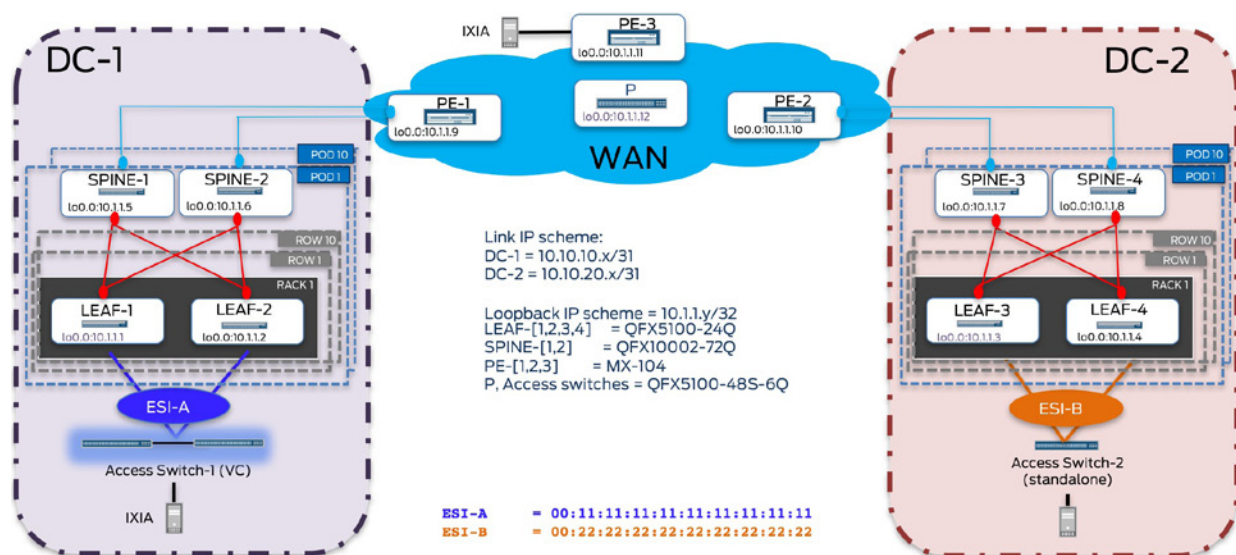 DC-1
IXIA
PE-3
lo0.0:10.1.1.11
DC-2
PE-1
lo0.0:10.1.1.9
P
lo0.0:10.1.1.12
PE-2
lo0.0:10.1.1.10
WAN
POD 10
POD 1
SPINE-1
lo0.0:10.1.1.5
SPINE-2
lo0.0:10.1.1.6
ROW 10
ROW 1
RACK 1
LEAF-1
lo0.0:10.1.1.1
LEAF-2
lo0.0:10.1.1.2
ESI-A
Access Switch-1 (VC)
IXIA
Link IP scheme:
DC-1 = 10.10.10.x/31
DC-2 = 10.10.20.x/31
Loopback IP scheme = 10.1.1.y/32
LEAF-[1,2,3,4] = QFX5100-24Q
SPINE-[1,2] = QFX10002-72Q
PE-[1,2,3] = MX-104
P, Access switches = QFX5100-48S-6Q
ESI-A = 00:11:11:11:11:11:11:11:11:11
ESI-B = 00:22:22:22:22:22:22:22:22:22
POD 10
POD 1
SPINE-3
lo0.0:10.1.1.7
SPINE-4
lo0.0:10.1.1.8
ROW 10
ROW 1
RACK 1
LEAF-3
lo0.0:10.1.1.3
LEAF-4
lo0.0:10.1.1.4
ESI-B
Access Switch-2
(standalone)
IXIA